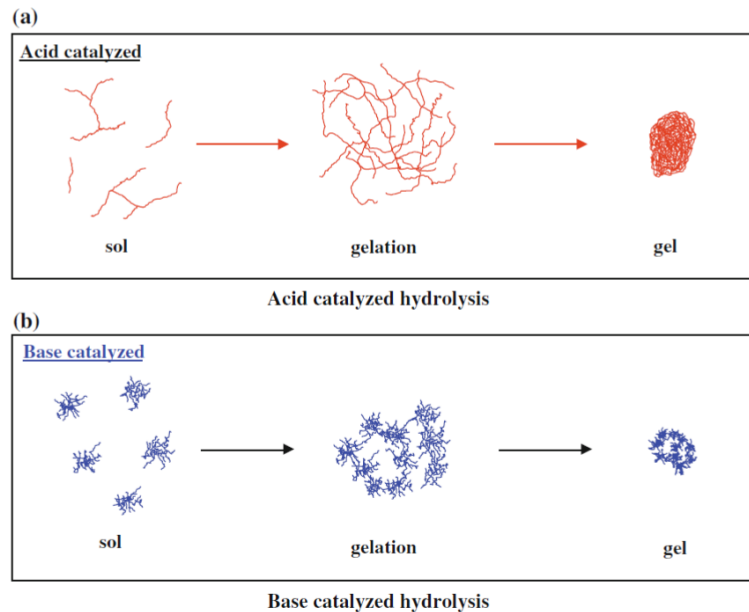 (a)
Acid catalyzed
sol gelation gel
Acid catalyzed hydrolysis
(b)
Base catalyzed
sol gelation gel
Base catalyzed hydrolysis